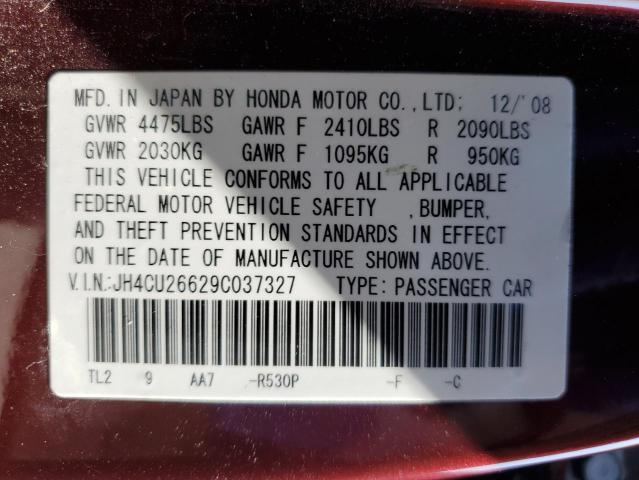 MFD. IN JAPAN BY HONDA MOTOR CO., LTD; 12/'08
GVWR 4475LBS GAWR F 2410LBS R 2090LBS
GVWR 2030KG GAWR F 1095KG R 950KG
THIS VEHICLE CONFORMS TO ALL APPLICABLE
FEDERAL MOTOR VEHICLE SAFETY ,BUMPER,
AND THEFT PREVENTION STANDARDS IN EFFECT
ON THE DATE OF MANUFACTURE SHOWN ABOVE.
V.I.N.:JH4CU26629C037327 TYPE: PASSENGER CAR
TL2 9 AA7 -R530P -F -C